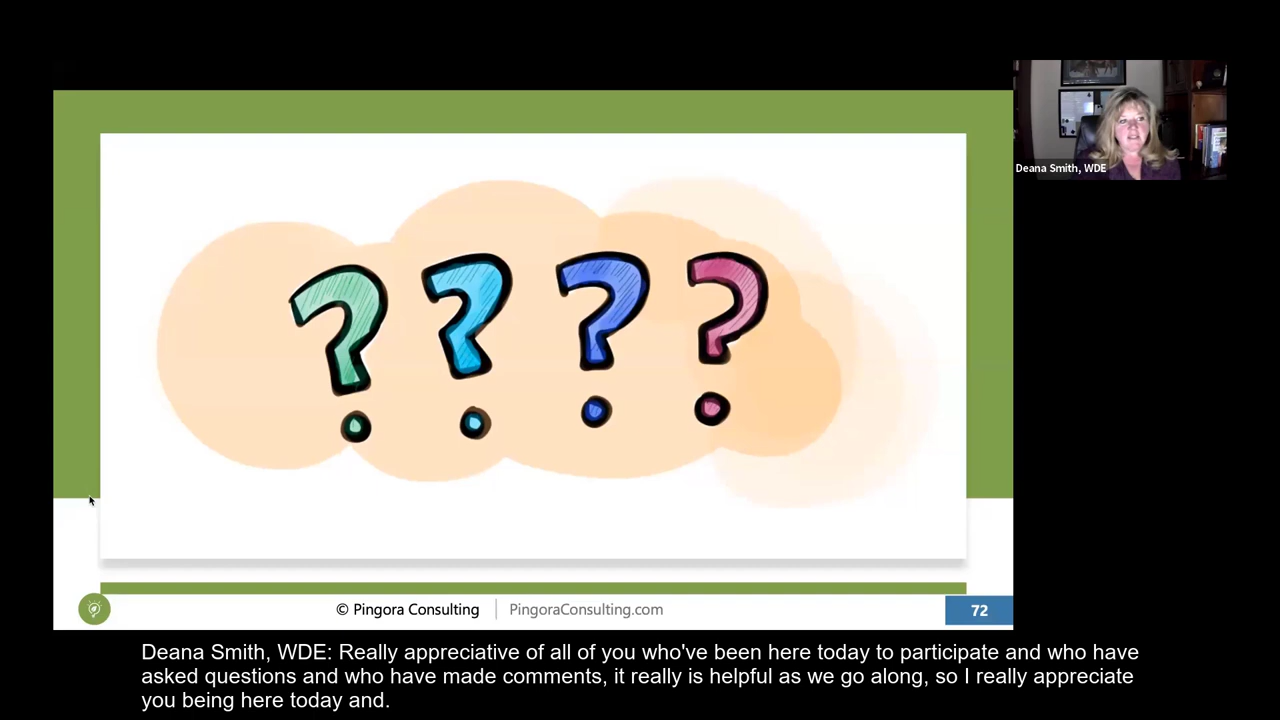 Deana Smith, WDE
? ? ? ?
© Pingora Consulting | PingoraConsulting.com
72
Deana Smith, WDE: Really appreciative of all of you who've been here today to participate and who have
asked questions and who have made comments, it really is helpful as we go along, so I really appreciate
you being here today and.